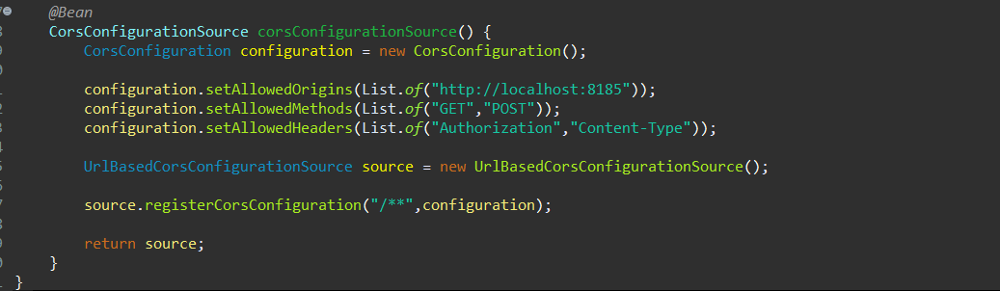 @Bean
CorsConfigurationSource corsConfigurationSource() {
CorsConfiguration configuration = new CorsConfiguration();
configuration.setAllowedOrigins(List.of("http://localhost:8185"));
configuration.setAllowedMethods(List.of("GET","POST"));
configuration.setAllowedHeaders(List.of("Authorization","Content-Type"));
UrlBasedCorsConfigurationSource source = new UrlBasedCorsConfigurationSource();
source.registerCorsConfiguration("/**",configuration);
return source;
}
}